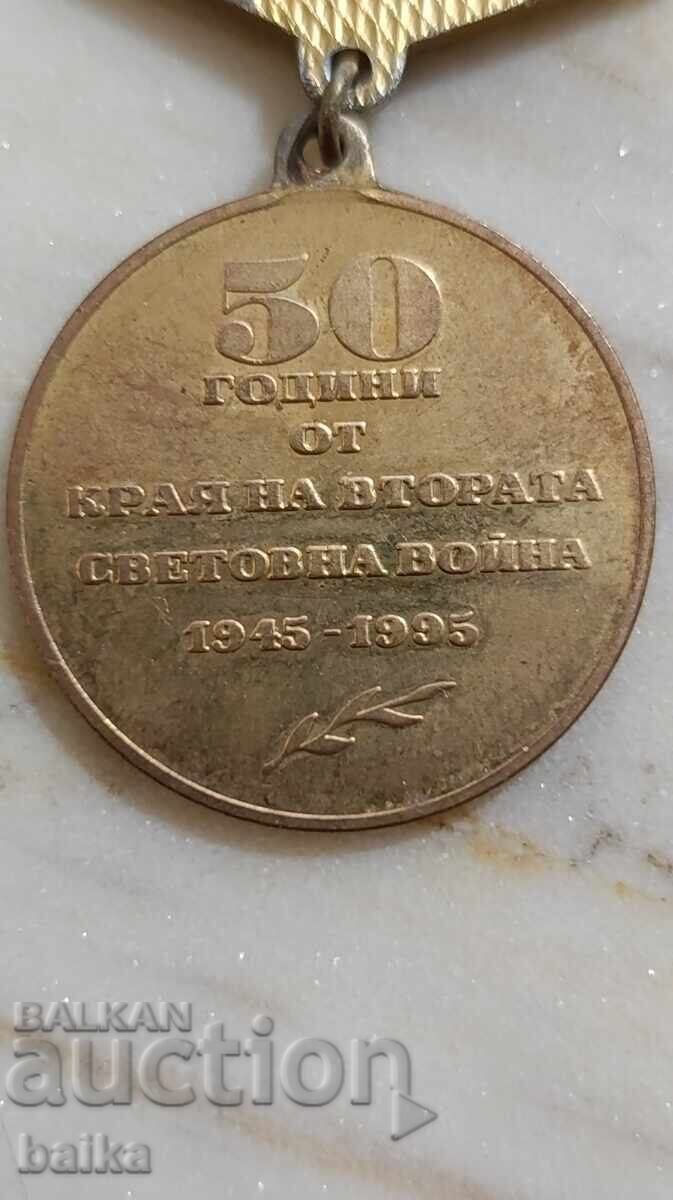 50
ГОДИНИ
ОТ
КРАЯ НА ВТОРАТА
СВЕТОВНА ВОЙНА
1945-1995
BALKAN
auction
baika